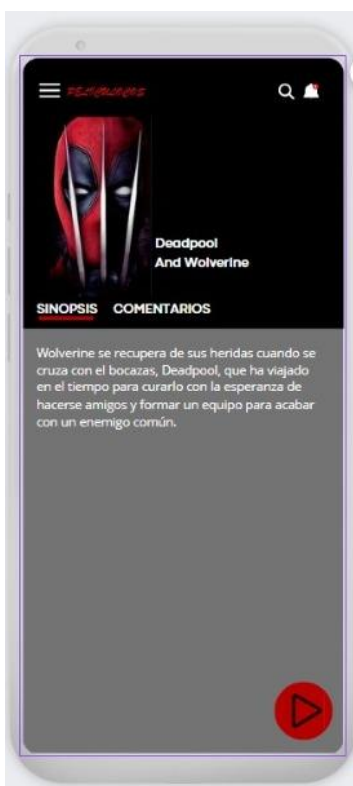 PELICULACOS
Deadpool
And Wolverine
SINOPSIS COMENTARIOS
Wolverine se recupera de sus heridas cuando se
cruza con el bocazas, Deadpool, que ha viajado
en el tiempo para curarlo con la esperanza de
hacerse amigos y formar un equipo para acabar
con un enemigo común.